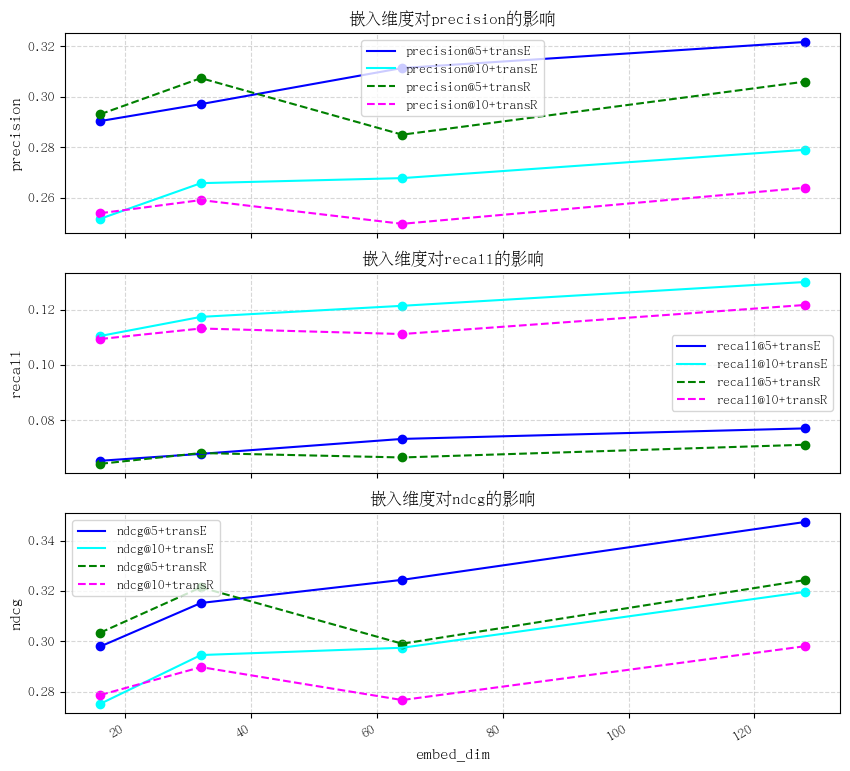 嵌入维度对precision的影响
0.32
0.30
0.28
0.26
precision
precision@5+transE
precision@10+transE
precision@5+transR
precision@10+transR
嵌入维度对recall的影响
0.12
0.10
0.08
recall
recall@5+transE
recall@10+transE
recall@5+transR
recall@10+transR
嵌入维度对ndcg的影响
0.34
0.32
0.30
0.28
ndcg
ndcg@5+transE
ndcg@10+transE
ndcg@5+transR
ndcg@10+transR
20 40 60 80 100 120
embed_dim